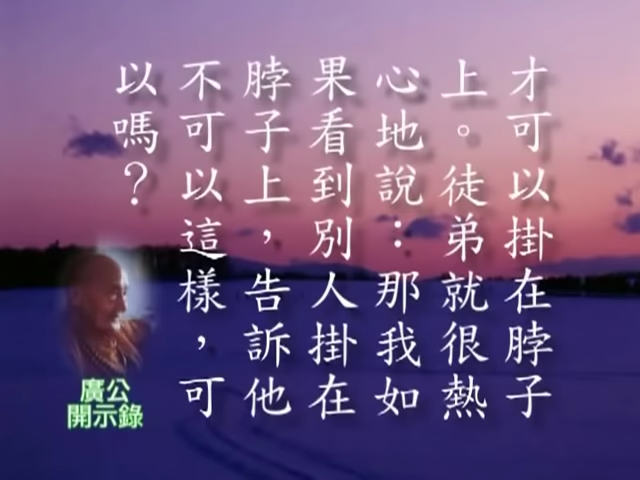 才可以掛在脖子
上。徒弟就很熱
心地說：那我如
果看到別人掛在
脖子上，告訴他
不可以這樣，可
以嗎？
廣公
開示錄